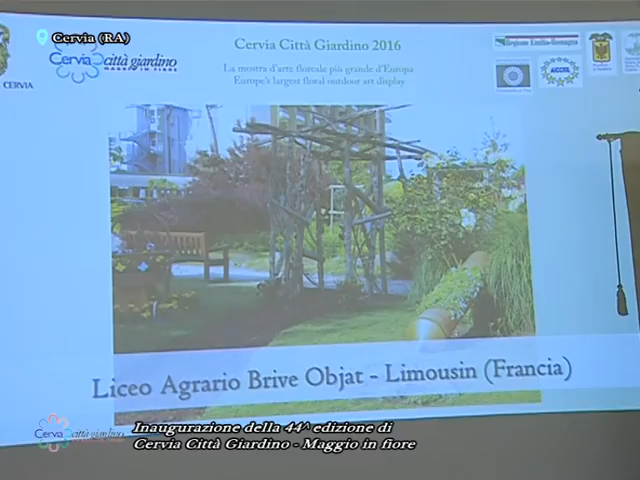 Cervia (RA)
CERVIA
Cervia città giardino
MAGGIO IN FIORE
Cervia Città Giardino 2016
La mostra d'arte floreale più grande d'Europa
Europe's largest floral outdoor art display
Regione Emilia-Romagna
Liceo Agrario Brive Objat - Limousin (Francia)
Cervia città giardino
Inaugurazione della 44^ edizione di
Cervia Città Giardino - Maggio in fiore